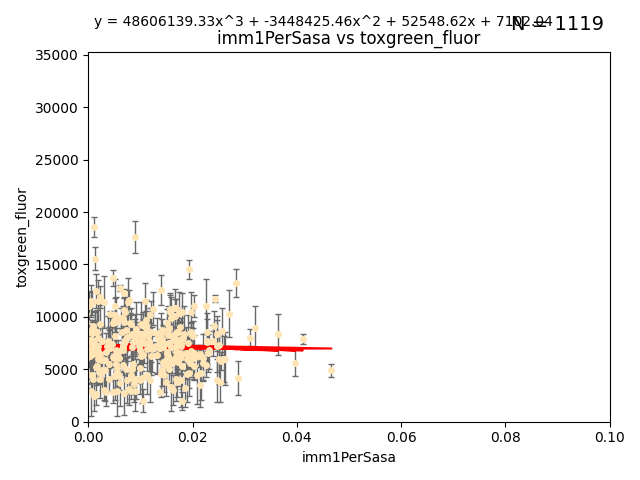 y = 48606139.33x^3 + -3448425.46x^2 + 52548.62x + 7102.04
N = 1119
imm1PerSasa vs toxgreen_fluor
35000
30000
25000
20000
15000
10000
5000
0
toxgreen_fluor
0.00 0.02 0.04 0.06 0.08 0.10
imm1PerSasa